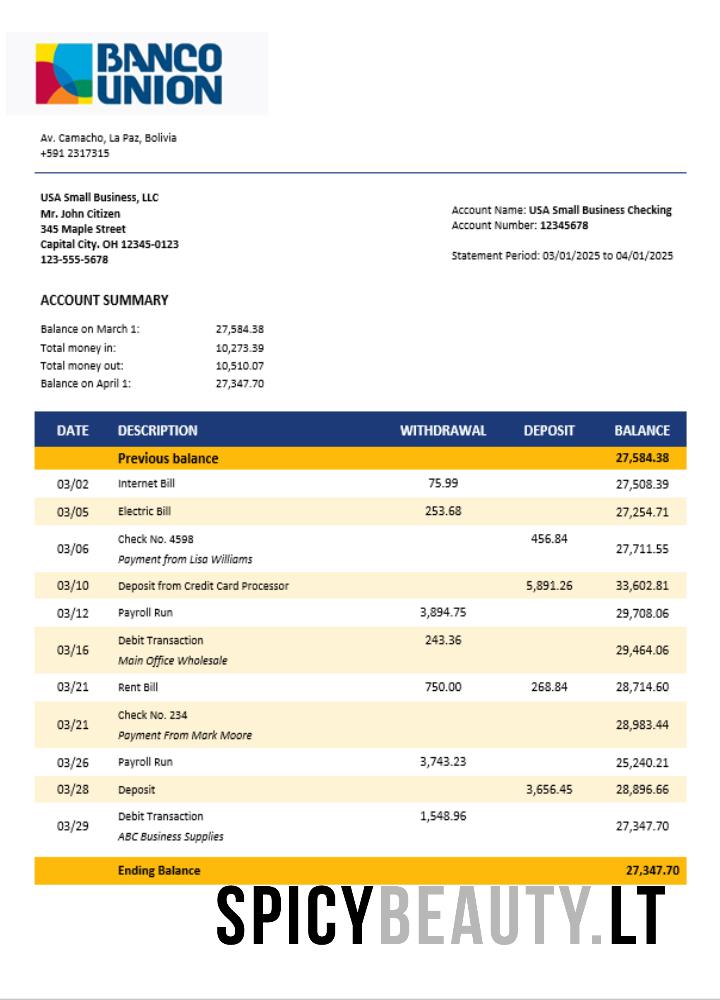 BANCO
UNION
Av. Camacho, La Paz, Bolivia
+591 2317315
USA Small Business, LLC
Mr. John Citizen
345 Maple Street
Capital City. OH 12345-0123
123-555-5678
Account Name: USA Small Business Checking
Account Number: 12345678
Statement Period: 03/01/2025 to 04/01/2025
ACCOUNT SUMMARY
Balance on March 1: 27,584.38
Total money in: 10,273.39
Total money out: 10,510.07
Balance on April 1: 27,347.70
DATE DESCRIPTION WITHDRAWAL DEPOSIT BALANCE
Previous balance 27,584.38
03/02 Internet Bill 75.99 27,508.39
03/05 Electric Bill 253.68 27,254.71
03/06 Check No. 4598 456.84 27,711.55
Payment from Lisa Williams
03/10 Deposit from Credit Card Processor 5,891.26 33,602.81
03/12 Payroll Run 3,894.75 29,708.06
03/16 Debit Transaction 243.36 29,464.06
Main Office Wholesale
03/21 Rent Bill 750.00 268.84 28,714.60
03/21 Check No. 234 28,983.44
Payment From Mark Moore
03/26 Payroll Run 3,743.23 25,240.21
03/28 Deposit 3,656.45 28,896.66
03/29 Debit Transaction 1,548.96 27,347.70
ABC Business Supplies
Ending Balance 27,347.70
SPICYBEAUTY.LT